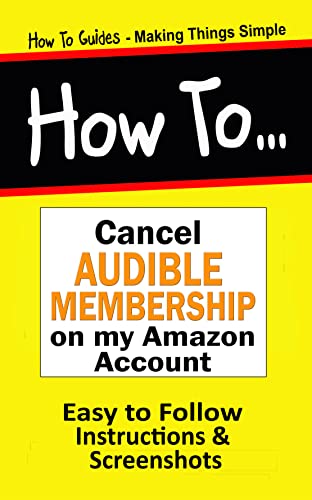 How To Guides - Making Things Simple
How To...
Cancel
AUDIBLE
MEMBERSHIP
on my Amazon
Account
Easy to Follow
Instructions &
Screenshots